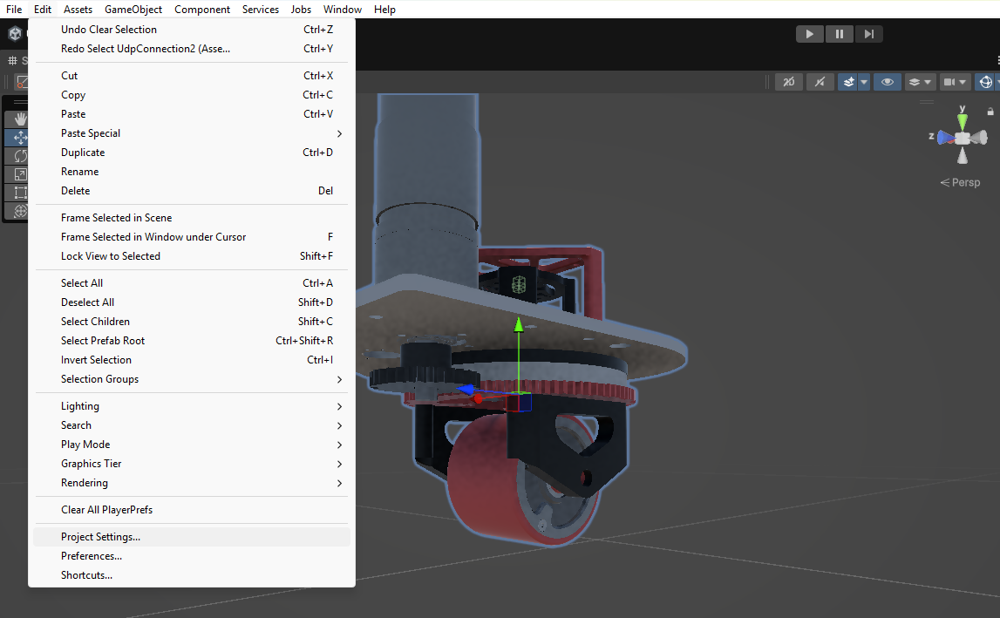 File Edit Assets GameObject Component Services Jobs Window Help
Undo Clear Selection Ctrl+Z
Redo Select UdpConnection2 (Asse... Ctrl+Y
Cut Ctrl+X
Copy Ctrl+C
Paste Ctrl+V
Paste Special
Duplicate Ctrl+D
Rename
Delete Del
Frame Selected in Scene
Frame Selected in Window under Cursor F
Lock View to Selected Shift+F
Select All Ctrl+A
Deselect All Shift+D
Select Children Shift+C
Select Prefab Root Ctrl+Shift+R
Invert Selection Ctrl+I
Selection Groups
Lighting
Search
Play Mode
Graphics Tier
Rendering
Clear All PlayerPrefs
Project Settings...
Preferences...
Shortcuts...
2D
y
z
Persp